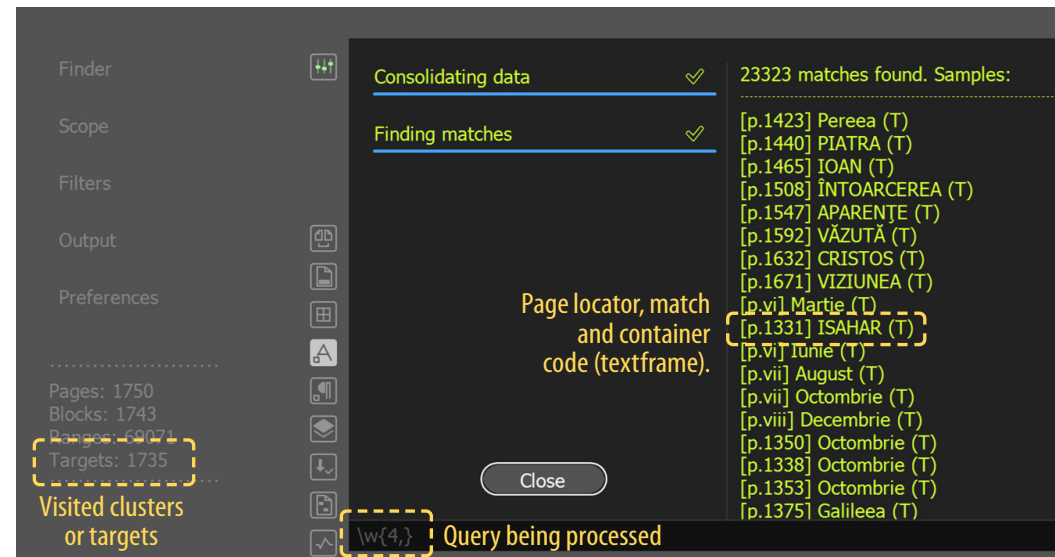 Finder
Scope
Filters
Output
Preferences
Pages: 1750
Blocks: 1743
Ranges: 69071
Targets: 1735
Visited clusters
or targets
Consolidating data
Finding matches
Page locator, match
and container
code (textframe).
Close
\w{4,}
Query being processed
23323 matches found. Samples:
[p.1423] Pereea (T)
[p.1440] PIATRA (T)
[p.1465] IOAN (T)
[p.1508] ÎNTOARCEREA (T)
[p.1547] APARENŢE (T)
[p.1592] VĂZUTĂ (T)
[p.1632] CRISTOS (T)
[p.1671] VIZIUNEA (T)
[p.vi] Martie (T)
[p.1331] ISAHAR (T)
[p.vi] Iunie (T)
[p.vii] August (T)
[p.vii] Octombrie (T)
[p.viii] Decembrie (T)
[p.1350] Octombrie (T)
[p.1338] Octombrie (T)
[p.1353] Octombrie (T)
[p.1375] Galileea (T)